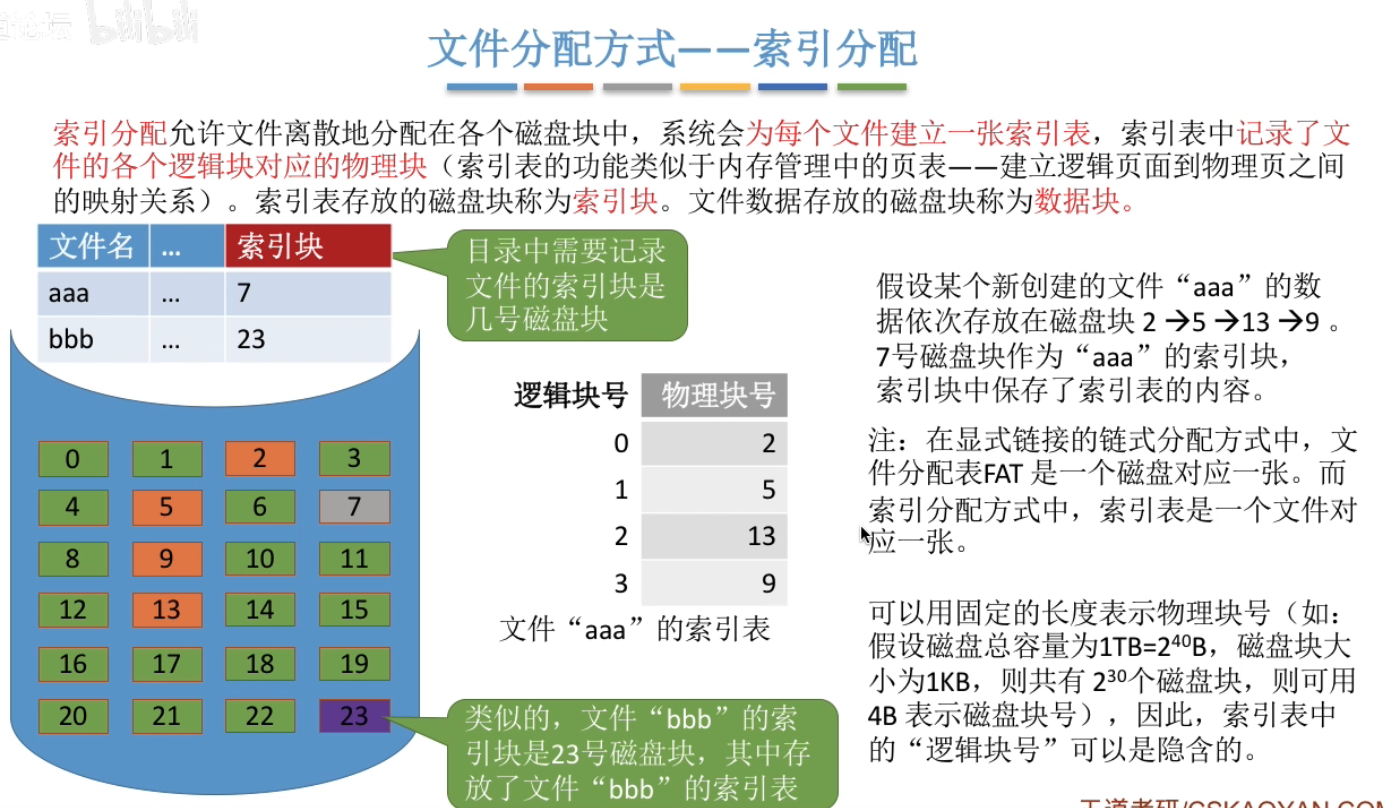 bilibili
文件分配方式——索引分配
索引分配允许文件离散地分配在各个磁盘块中，系统会为每个文件建立一张索引表，索引表中记录了文
件的各个逻辑块对应的物理块（索引表的功能类似于内存管理中的页表——建立逻辑页面到物理页之间
的映射关系）。索引表存放的磁盘块称为索引块。文件数据存放的磁盘块称为数据块。
文件名 ... 索引块
aaa ... 7
bbb ... 23
目录中需要记录
文件的索引块是
几号磁盘块
0 1 2 3
4 5 6 7
8 9 10 11
12 13 14 15
16 17 18 19
20 21 22 23
逻辑块号 物理块号
0 2
1 5
2 13
3 9
文件“aaa”的索引表
类似的，文件“bbb”的索
引块是23号磁盘块，其中存
放了文件“bbb”的索引表
假设某个新创建的文件“aaa”的数
据依次存放在磁盘块 2 →5 →13 →9 。
7号磁盘块作为“aaa”的索引块，
索引块中保存了索引表的内容。
注：在显式链接的链式分配方式中，文
件分配表FAT 是一个磁盘对应一张。而
索引分配方式中，索引表是一个文件对
应一张。
可以用固定的长度表示物理块号（如：
假设磁盘总容量为1TB=2⁴⁰B，磁盘块大
小为1KB，则共有 2³⁰个磁盘块，则可用
4B 表示磁盘块号），因此，索引表中
的“逻辑块号”可以是隐含的。